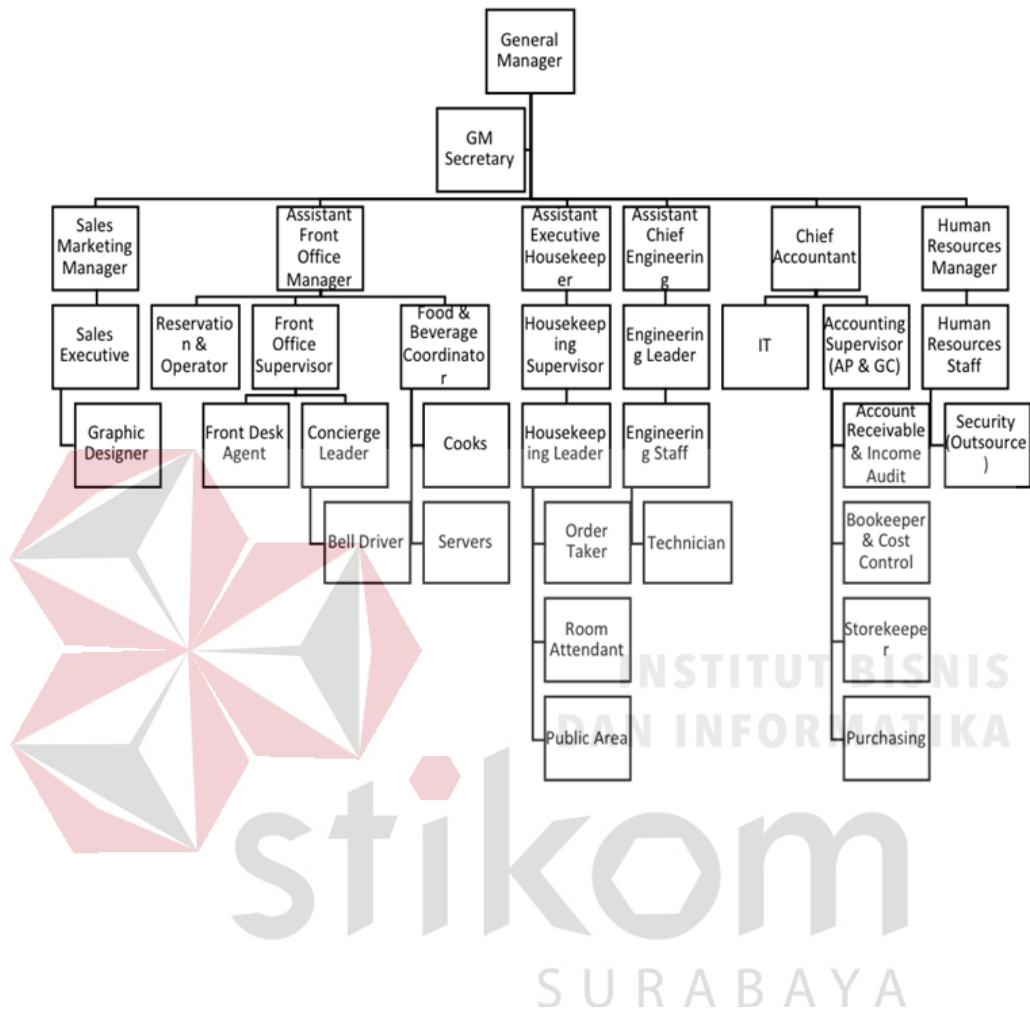 General
Manager
GM
Secretary
Sales
Marketing
Manager
Assistant
Front
Office
Manager
Assistant
Executive
Housekeep
er
Assistant
Chief
Engineerin
g
Chief
Accountant
Human
Resources
Manager
Sales
Executive
Reservatio
n &
Operator
Front
Office
Supervisor
Food &
Beverage
Coordinato
r
Housekeep
ing
Supervisor
Engineerin
g Leader
IT
Accounting
Supervisor
(AP & GC)
Human
Resources
Staff
Graphic
Designer
Front Desk
Agent
Concierge
Leader
Cooks
Housekeep
ing Leader
Engineerin
g Staff
Account
Receivable
& Income
Audit
Security
(Outsource
)
Bell Driver
Servers
Order
Taker
Technician
Bookeeper
& Cost
Control
Room
Attendant
Storekeepe
r
Public Area
Purchasing
INSTITUT BISNIS
DAN INFORMATIKA
stikom
SURABAYA